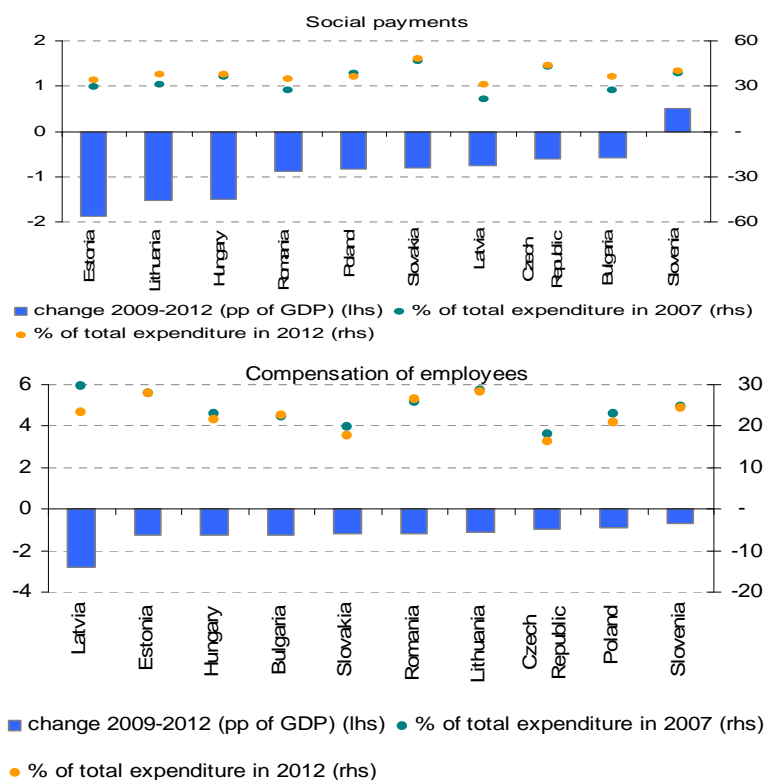 Social payments
2 60
1 30
0 -
-1 -30
-2 -60
Estonia
Lithuania
Hungary
Romania
Poland
Slovakia
Latvia
Czech
Republic
Bulgaria
Slovenia
change 2009-2012 (pp of GDP) (lhs) % of total expenditure in 2007 (rhs)
% of total expenditure in 2012 (rhs)
Compensation of employees
6 30
4 20
2 10
0 -
-2 -10
-4 -20
Latvia
Estonia
Hungary
Bulgaria
Slovakia
Romania
Lithuania
Czech
Republic
Poland
Slovenia
change 2009-2012 (pp of GDP) (lhs) % of total expenditure in 2007 (rhs)
% of total expenditure in 2012 (rhs)